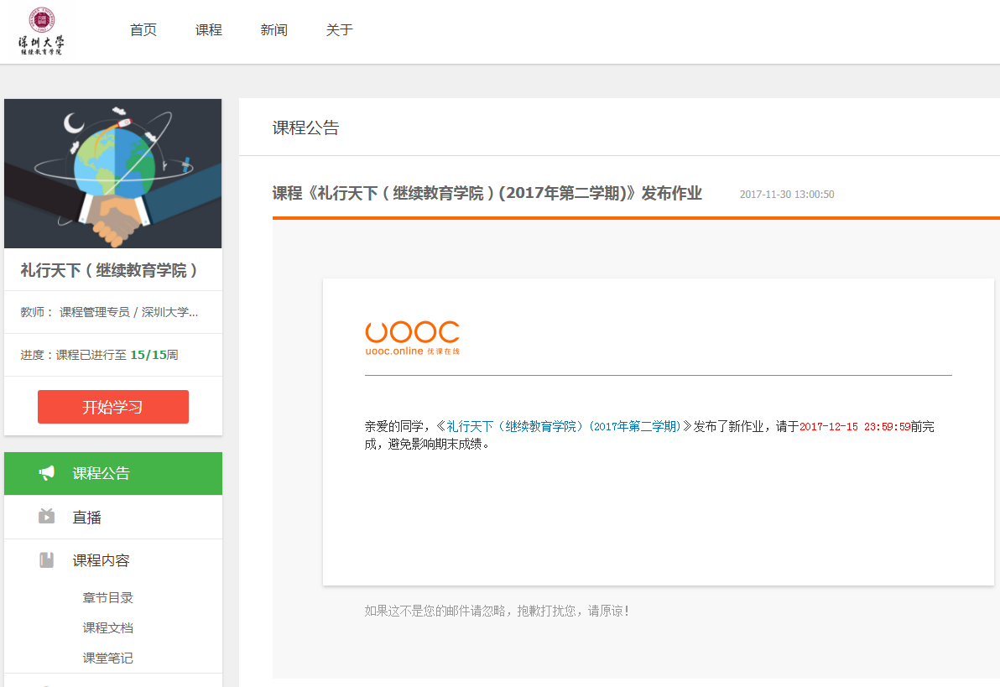 深圳大学
继续教育学院
首页 课程 新闻 关于
礼行天下（继续教育学院）
教师： 课程管理专员 / 深圳大学...
进度：课程已进行至 15/15周
开始学习
课程公告
直播
课程内容
章节目录
课程文档
课堂笔记
课程公告
课程《礼行天下（继续教育学院）(2017年第二学期)》发布作业 2017-11-30 13:00:50
uooc
uooc.online 优课在线
亲爱的同学，《礼行天下（继续教育学院）(2017年第二学期)》发布了新作业，请于2017-12-15 23:59:59前完
成，避免影响期末成绩。
如果这不是您的邮件请忽略，抱歉打扰您，请原谅！